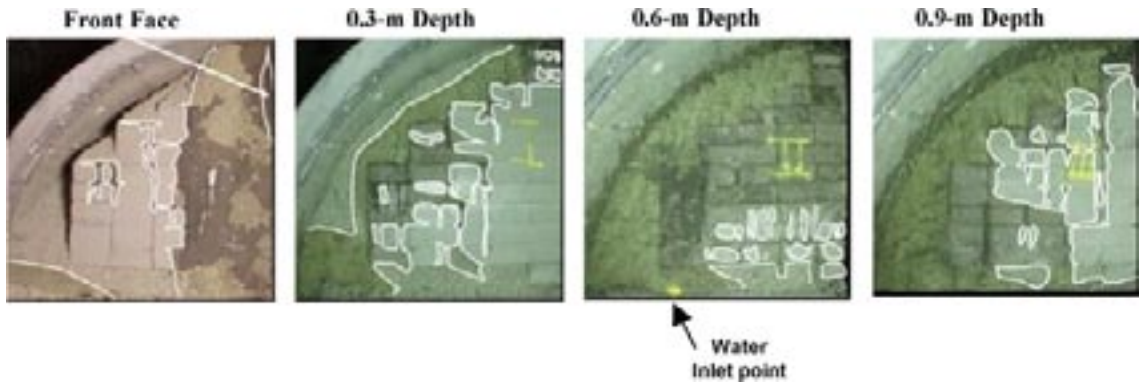 Front Face
0.3-m Depth
0.6-m Depth
0.9-m Depth
Water
Inlet point